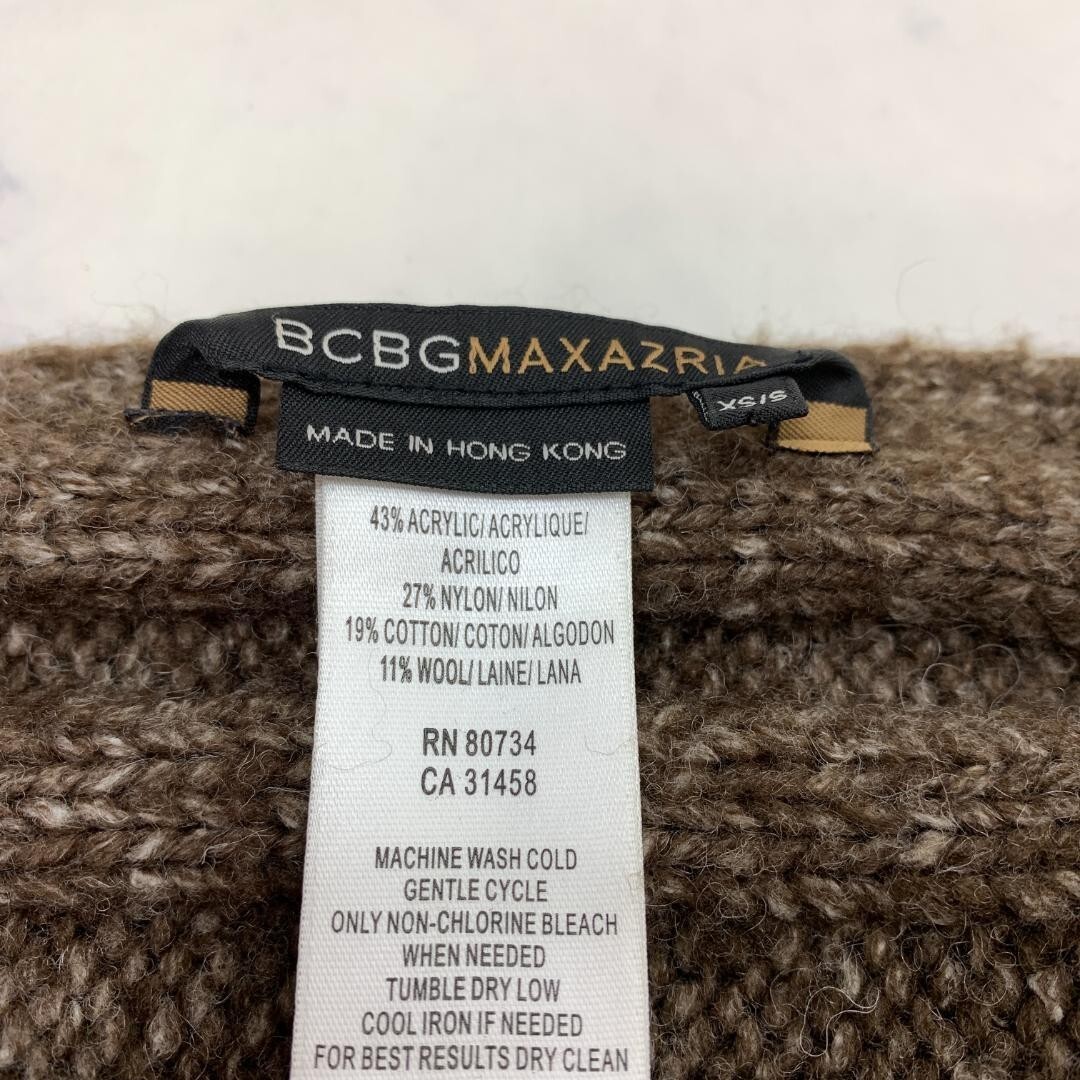 BCBGMAXAZRIA
XS/S
MADE IN HONG KONG
43% ACRYLIC/ ACRYLIQUE/
ACRILICO
27% NYLON/ NILON
19% COTTON/ COTON/ ALGODON
11% WOOL/ LAINE/ LANA
RN 80734
CA 31458
MACHINE WASH COLD
GENTLE CYCLE
ONLY NON-CHLORINE BLEACH
WHEN NEEDED
TUMBLE DRY LOW
COOL IRON IF NEEDED
FOR BEST RESULTS DRY CLEAN